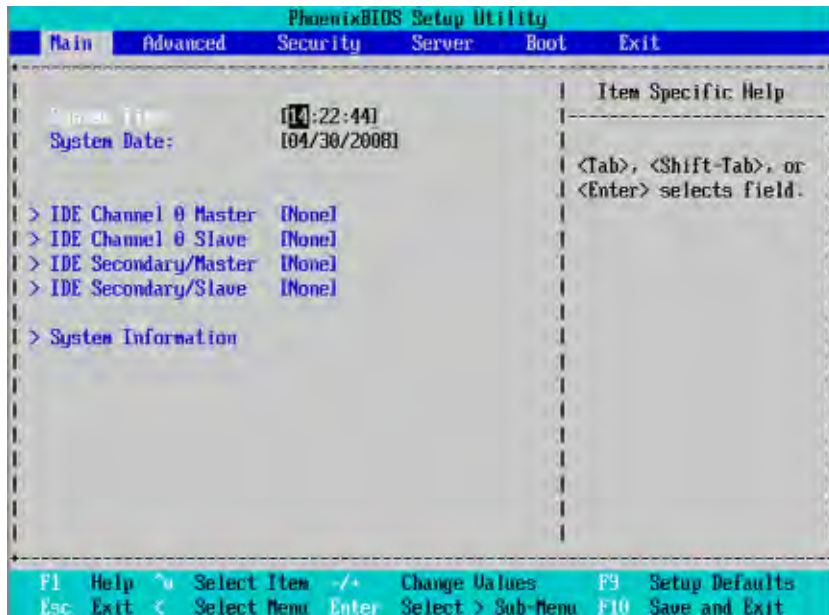 PhoenixBIOS Setup Utility
Main Advanced Security Server Boot Exit
Item Specific Help
System Time: [14:22:44]
System Date: [04/30/2008]
<Tab>, <Shift-Tab>, or
<Enter> selects field.
> IDE Channel 0 Master [None]
> IDE Channel 0 Slave [None]
> IDE Secondary/Master [None]
> IDE Secondary/Slave [None]
> System Information
F1 Help ^v Select Item -/+ Change Values F9 Setup Defaults
Esc Exit < Select Menu Enter Select > Sub-Menu F10 Save and Exit